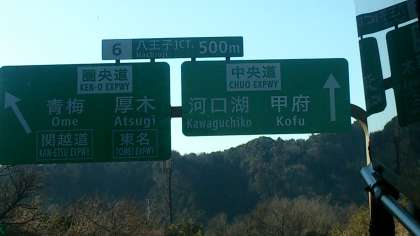 6 八王子JCT. 500m
Hachioji
圏央道
KEN-O EXPWY
青梅 厚木
Ome Atsugi
関越道 東名
KAN-ETSU EXPWY TOMEI EXPWY
中央道
CHUO EXPWY
河口湖 甲府
Kawaguchiko Kofu